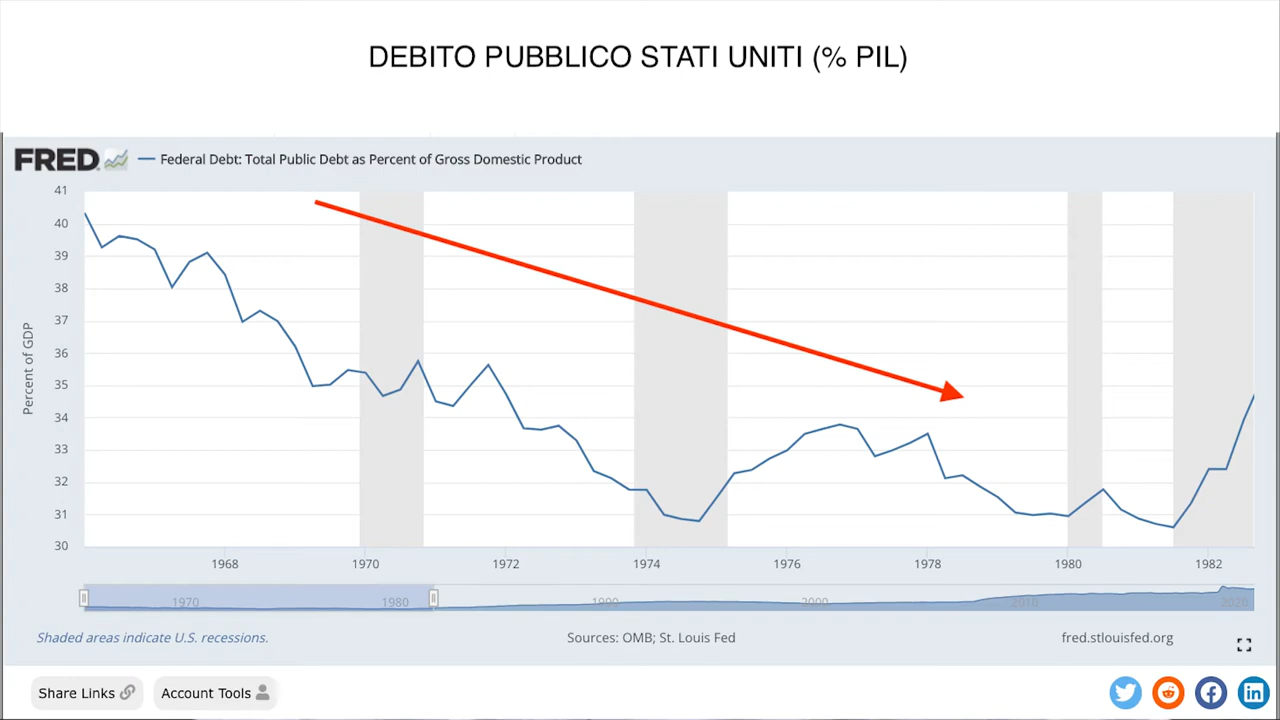 DEBITO PUBBLICO STATI UNITI (% PIL)
FRED
Federal Debt: Total Public Debt as Percent of Gross Domestic Product
Percent of GDP
41
40
39
38
37
36
35
34
33
32
31
30
1968 1970 1972 1974 1976 1978 1980 1982
1970 1980 1990 2000 2010 2020
Shaded areas indicate U.S. recessions. Sources: OMB; St. Louis Fed fred.stlouisfed.org
Share Links Account Tools